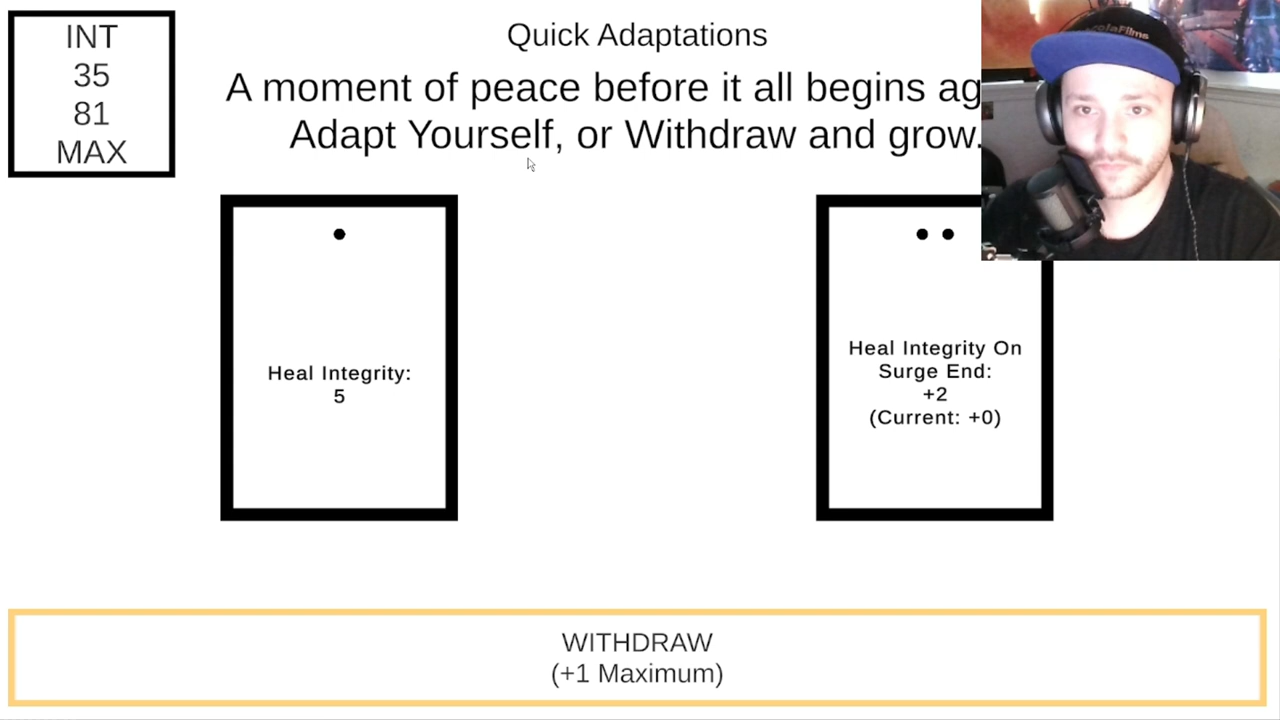 INT
35
81
MAX
Quick Adaptations
A moment of peace before it all begins
Adapt Yourself, or Withdraw and grow.
Heal Integrity:
5
Heal Integrity On
Surge End:
+2
(Current: +0)
WITHDRAW
(+1 Maximum)